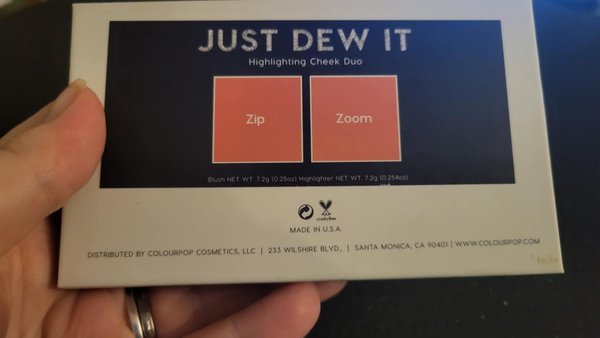 JUST DEW IT
Highlighting Cheek Duo
Zip
Zoom
Blush NET WT. 7.2g (0.25oz) Highlighter NET WT. 7.2g (0.254oz)
crueltyfree
MADE IN U.S.A.
DISTRIBUTED BY COLOURPOP COSMETICS, LLC | 233 WILSHIRE BLVD., | SANTA MONICA, CA 90401 | WWW.COLOURPOP.COM